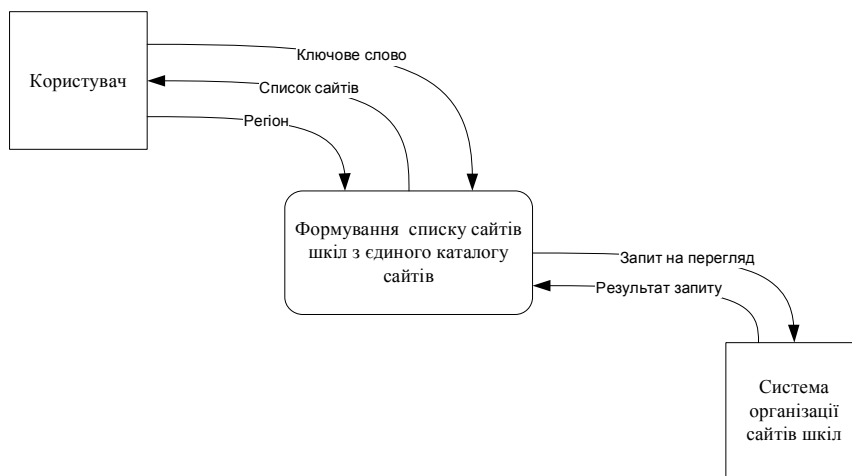 Ключове слово
Користувач
Список сайтів
Регіон
Формування списку сайтів
шкіл з єдиного каталогу
сайтів
Запит на перегляд
Результат запиту
Система
організації
сайтів шкіл